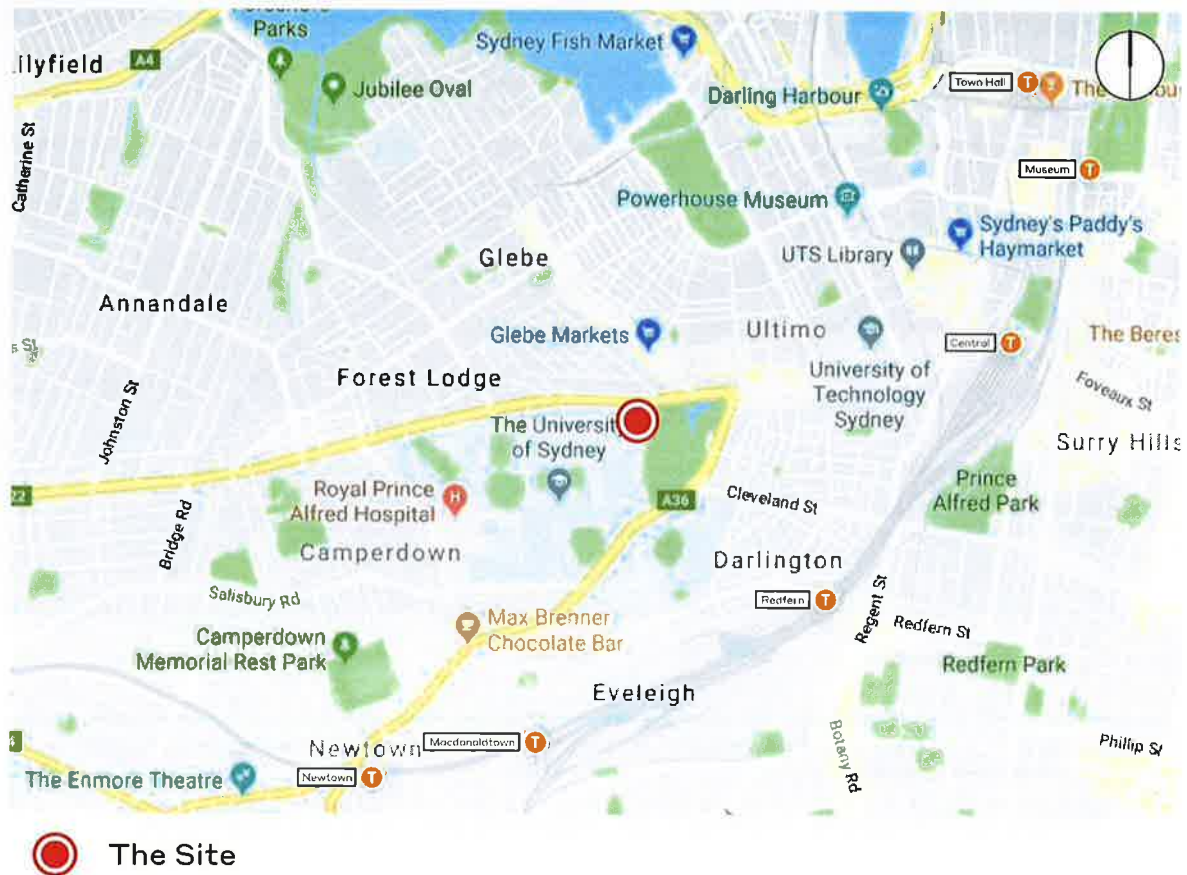 Parks
A4
Jubilee Oval
Sydney Fish Market
Darling Harbour
Town Hall
T
Catherine St
Museum
T
Powerhouse Museum
Sydney's Paddy's
Haymarket
UTS Library
Glebe
Annandale
Glebe Markets
Ultimo
Central
T
Forest Lodge
University of
Technology
Sydney
Foveaux St
Johnston St
The University
of Sydney
Surry Hills
22
Royal Prince
Alfred Hospital
H
A36
Cleveland St
Prince
Alfred Park
Bridge Rd
Camperdown
Darlington
Salisbury Rd
Redfern
T
Regent St
Redfern St
Max Brenner
Chocolate Bar
Camperdown
Memorial Rest Park
Redfern Park
Eveleigh
Botany Rd
Phillip St
Newtown
Macdonaldtown
T
The Enmore Theatre
Newtown
T
The Site